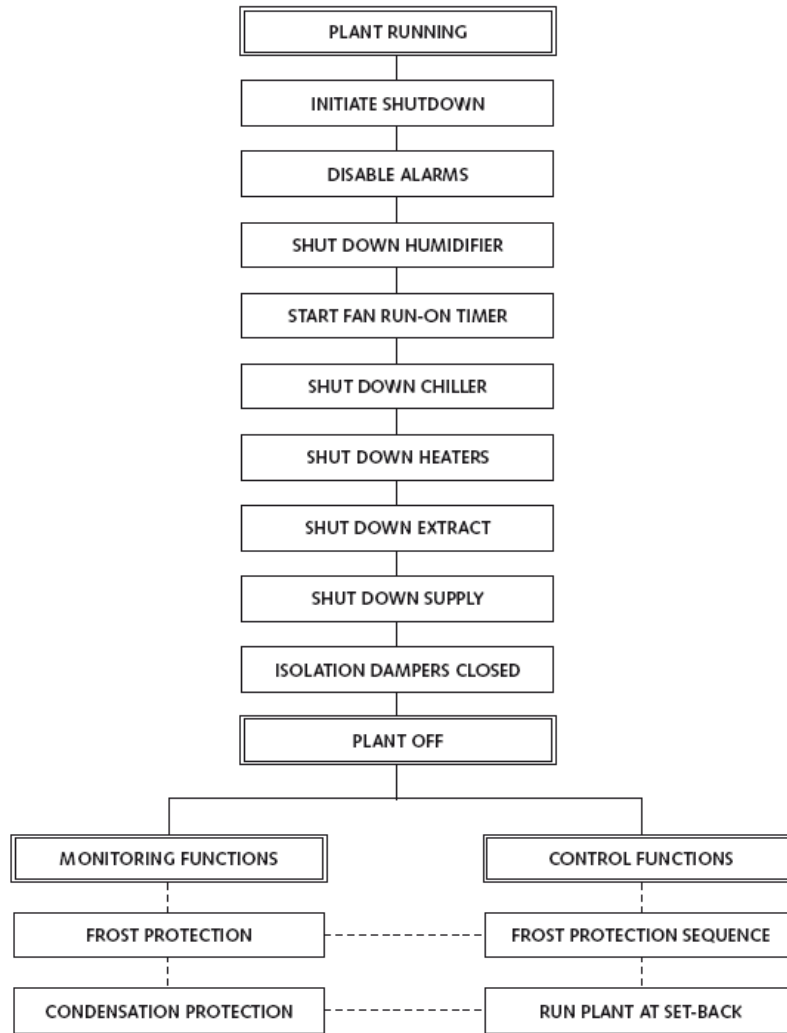 PLANT RUNNING
INITIATE SHUTDOWN
DISABLE ALARMS
SHUT DOWN HUMIDIFIER
START FAN RUN-ON TIMER
SHUT DOWN CHILLER
SHUT DOWN HEATERS
SHUT DOWN EXTRACT
SHUT DOWN SUPPLY
ISOLATION DAMPERS CLOSED
PLANT OFF
MONITORING FUNCTIONS
CONTROL FUNCTIONS
FROST PROTECTION
FROST PROTECTION SEQUENCE
CONDENSATION PROTECTION
RUN PLANT AT SET-BACK